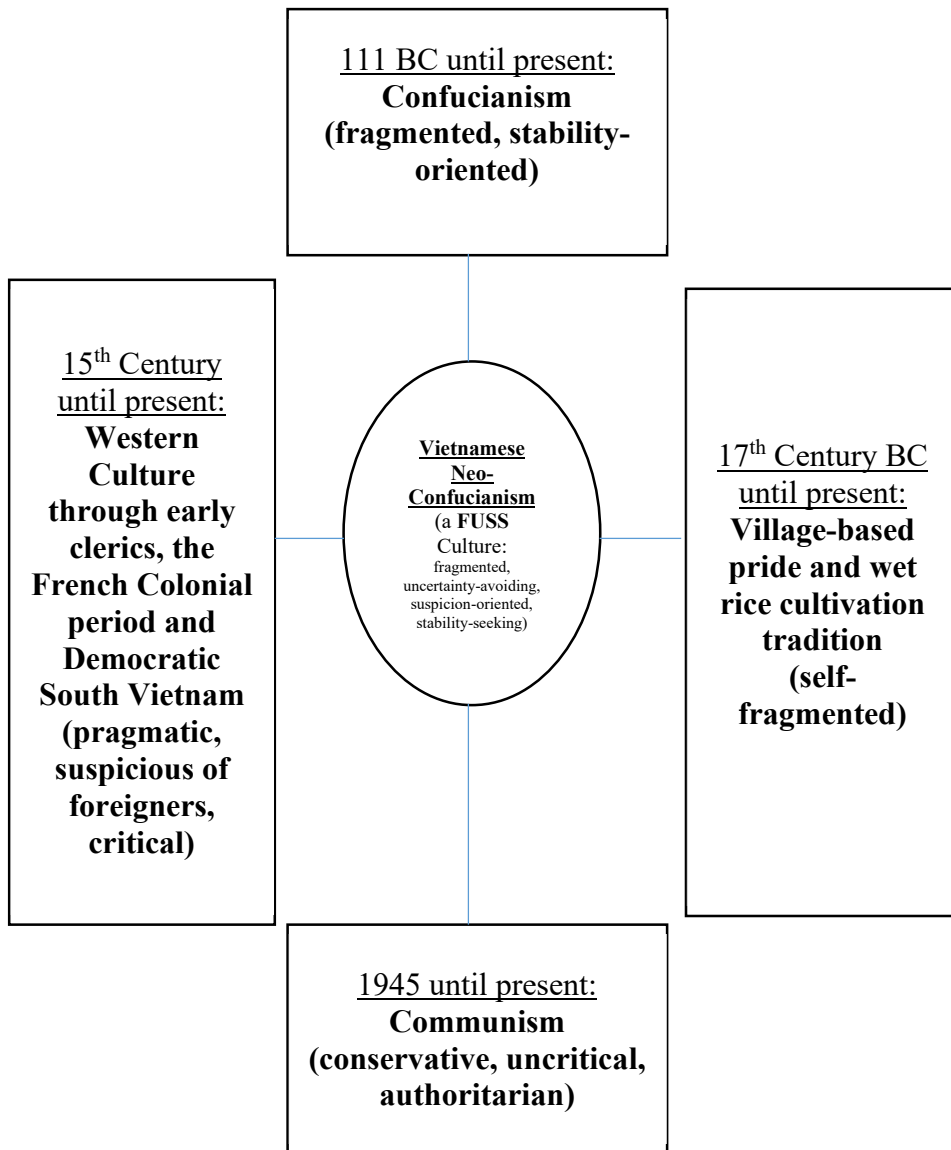 111 BC until present:
Confucianism
(fragmented, stability-
oriented)
15th Century
until present:
Western
Culture
through early
clerics, the
French Colonial
period and
Democratic
South Vietnam
(pragmatic,
suspicious of
foreigners,
critical)
Vietnamese
Neo-
Confucianism
(a FUSS
Culture:
fragmented,
uncertainty-avoiding,
suspicion-oriented,
stability-seeking)
17th Century BC
until present:
Village-based
pride and wet
rice cultivation
tradition
(self-
fragmented)
1945 until present:
Communism
(conservative, uncritical,
authoritarian)